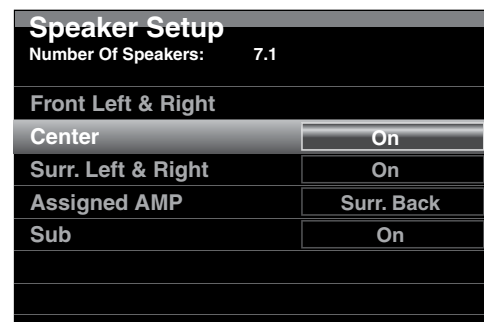 Speaker Setup
Number Of Speakers: 7.1
Front Left & Right
Center On
Surr. Left & Right On
Assigned AMP Surr. Back
Sub On